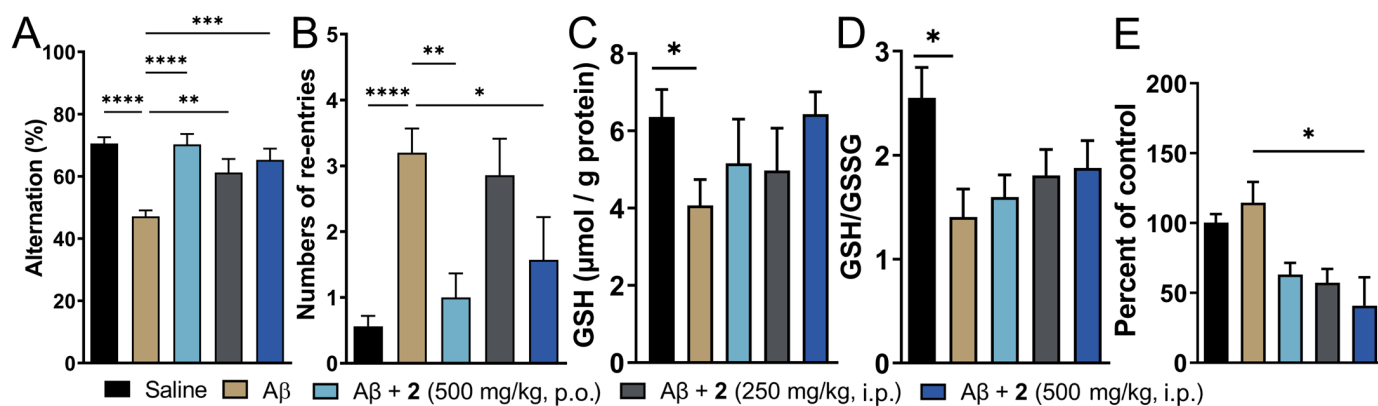 A
Alternation (%)
100
80
60
40
20
0
****
****
**
***
B
Numbers of re-entries
5
4
3
2
1
0
****
**
*
C
GSH (μmol / g protein)
8
6
4
2
0
*
D
GSH/GSSG
3
2
1
0
*
E
Percent of control
200
150
100
50
0
*
Saline
Aβ
Aβ + 2 (500 mg/kg, p.o.)
Aβ + 2 (250 mg/kg, i.p.)
Aβ + 2 (500 mg/kg, i.p.)